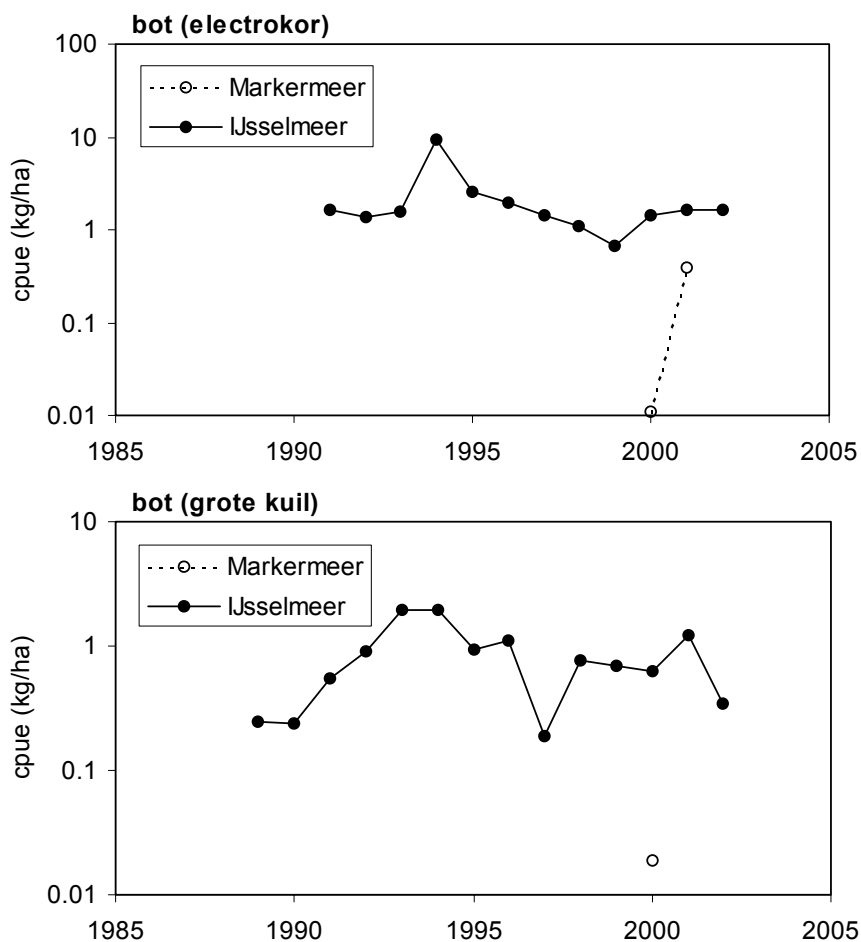 bot (electrokor)
100
10
1
0.1
0.01
cpue (kg/ha)
Markermeer
IJsselmeer
1985 1990 1995 2000 2005
bot (grote kuil)
10
1
0.1
0.01
cpue (kg/ha)
Markermeer
IJsselmeer
1985 1990 1995 2000 2005